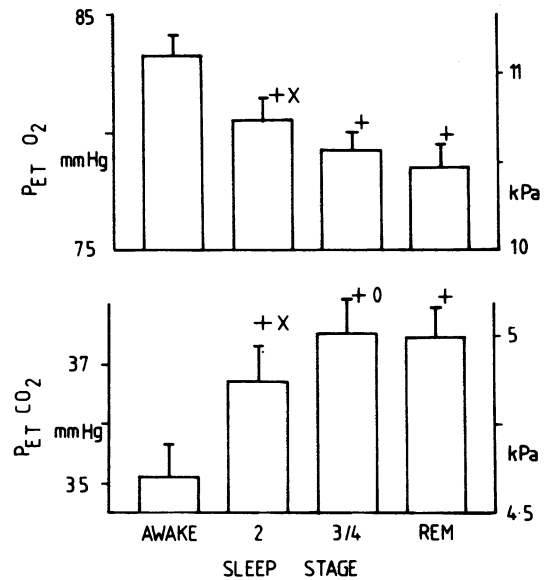 85
+ X
+
+
11
P_ET O₂
mmHg
kPa
75
10
+ X
+ 0
+
5
37
P_ET CO₂
mmHg
kPa
35
4·5
AWAKE 2 3/4 REM
SLEEP STAGE